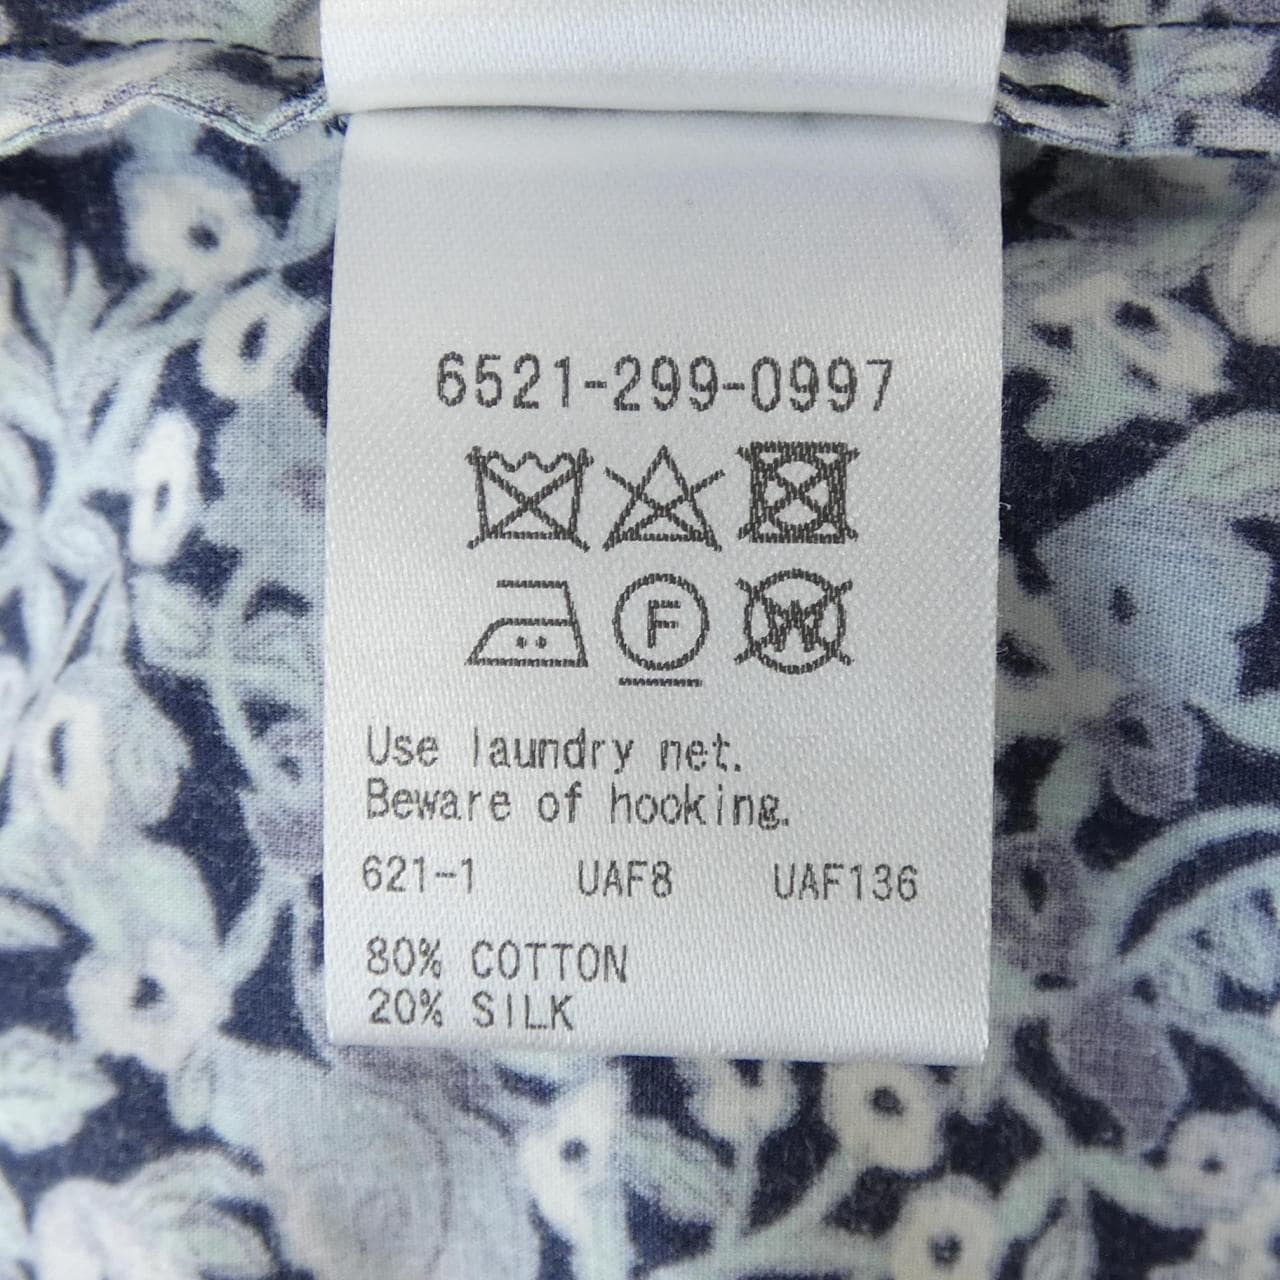 6521-299-0997
F
W
Use laundry net.
Beware of hooking.
621-1 UAF8 UAF136
80% COTTON
20% SILK